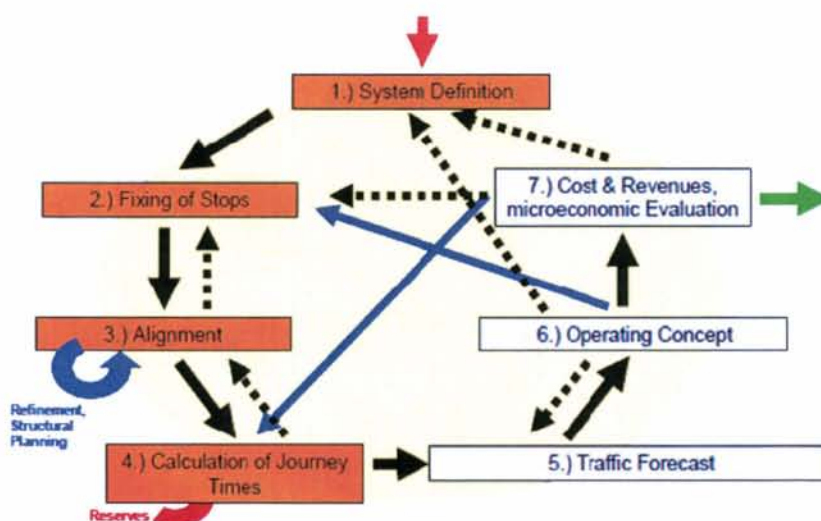 1.) System Definition
2.) Fixing of Stops
7.) Cost & Revenues,
microeconomic Evaluation
3.) Alignment
6.) Operating Concept
Refinement,
Structural
Planning
4.) Calculation of Journey
Times
5.) Traffic Forecast
Reserves